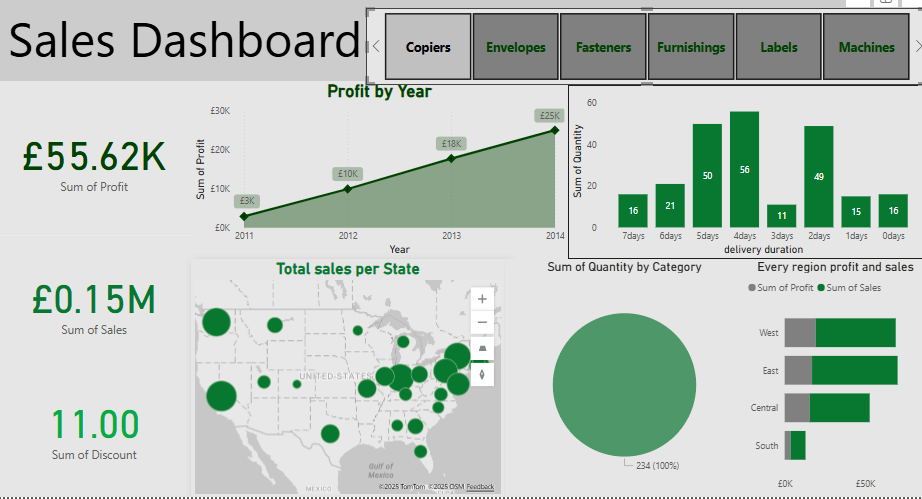 Sales Dashboard
Copiers
Envelopes
Fasteners
Furnishings
Labels
Machines
£55.62K
Sum of Profit
Profit by Year
Sum of Profit
£30K
£20K
£10K
£0K
£3K
£10K
£18K
£25K
2011
2012
2013
2014
Year
Sum of Quantity
60
40
20
0
16
21
50
56
11
49
15
16
7days
6days
5days
4days
3days
2days
1days
0days
delivery duration
£0.15M
Sum of Sales
11.00
Sum of Discount
Total sales per State
UNITED STATES
Gulf of
Mexico
MEXICO
©2025 TomTom ©2025 OSM Feedback
Sum of Quantity by Category
234 (100%)
Every region profit and sales
Sum of Profit
Sum of Sales
West
East
Central
South
£0K
£50K